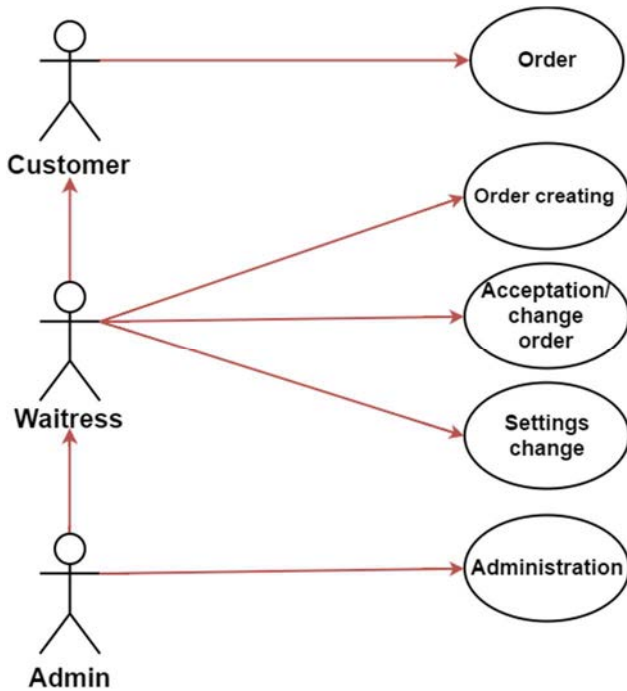 Order
Customer
Order creating
Acceptation/
change
order
Waitress
Settings
change
Administration
Admin